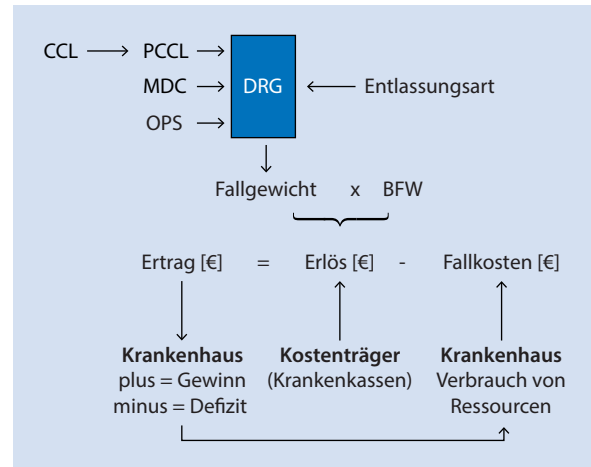 CCL → PCCL →
MDC → DRG ← Entlassungsart
OPS →
Fallgewicht x BFW
Ertrag [€] = Erlös [€] - Fallkosten [€]
Krankenhaus Kostenträger Krankenhaus
plus = Gewinn (Krankenkassen) Verbrauch von
minus = Defizit Ressourcen